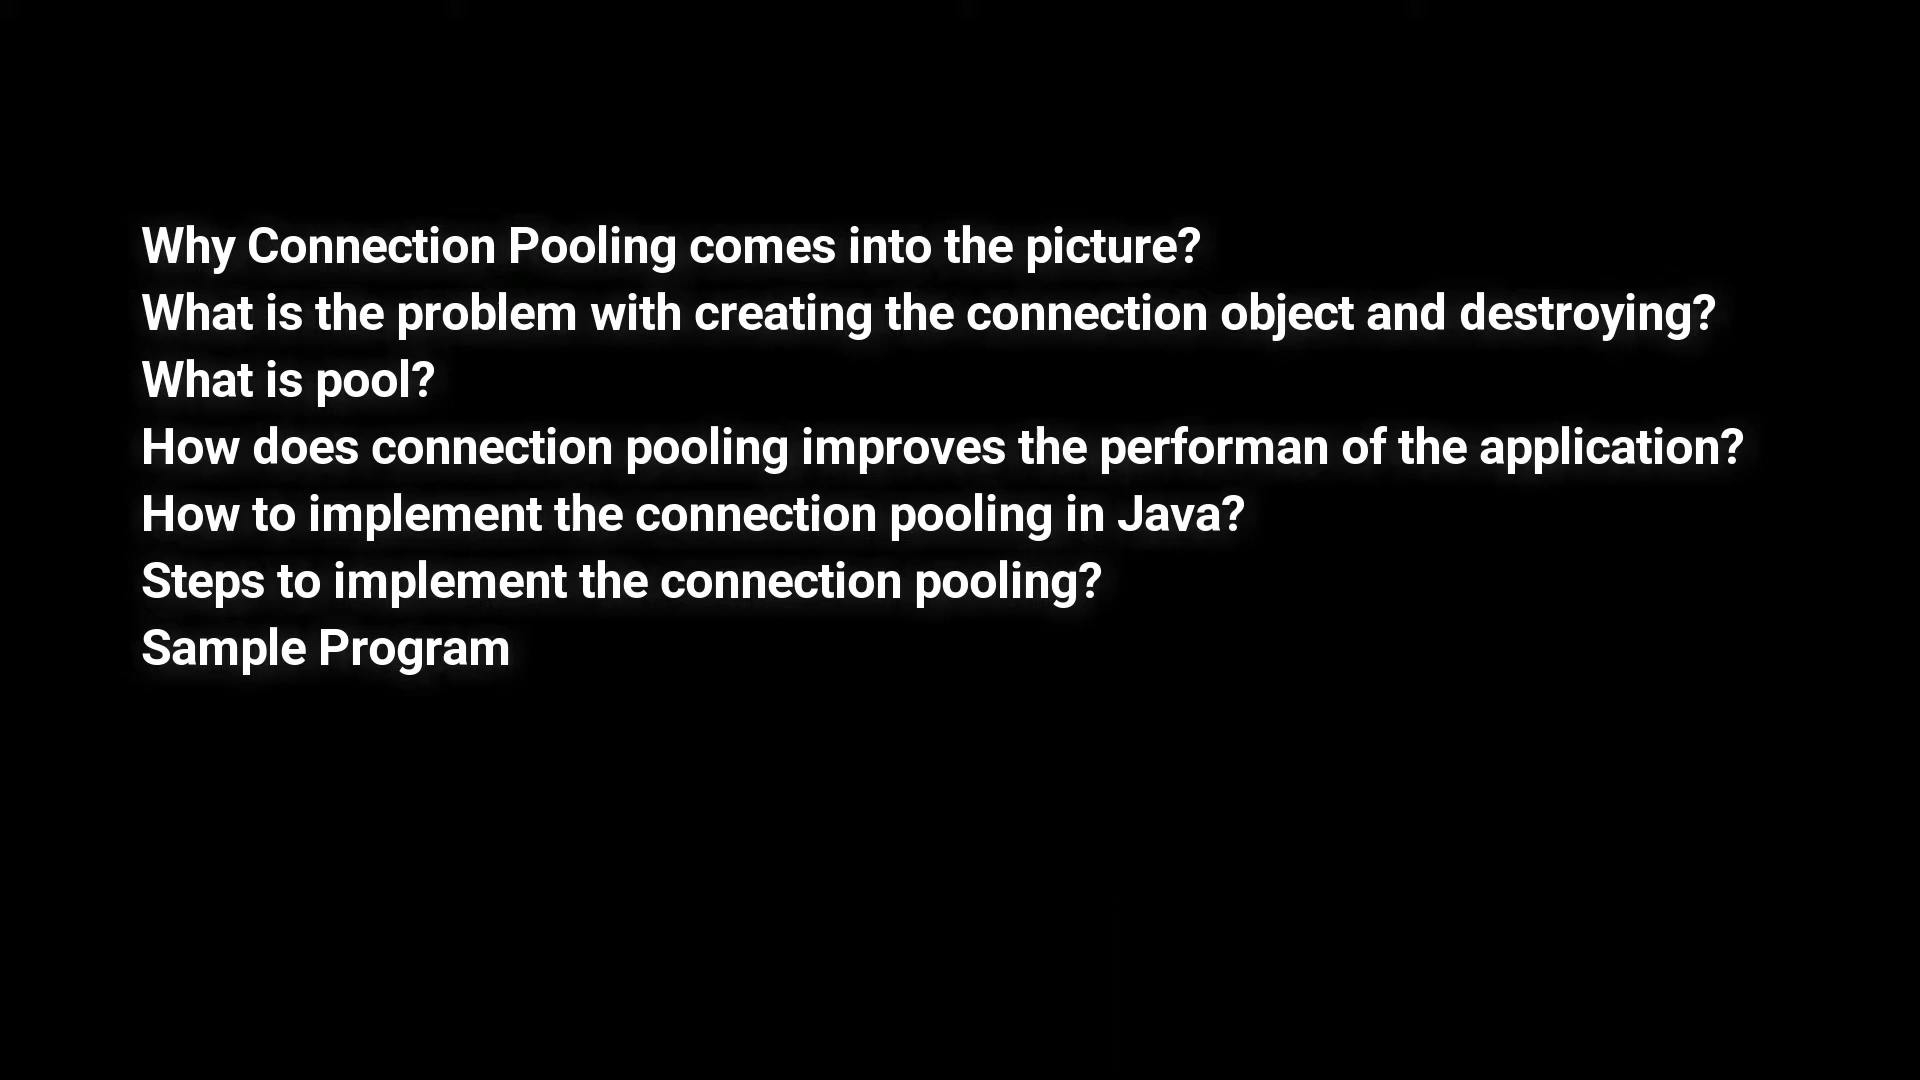 Why Connection Pooling comes into the picture?
What is the problem with creating the connection object and destroying?
What is pool?
How does connection pooling improves the performan of the application?
How to implement the connection pooling in Java?
Steps to implement the connection pooling?
Sample Program